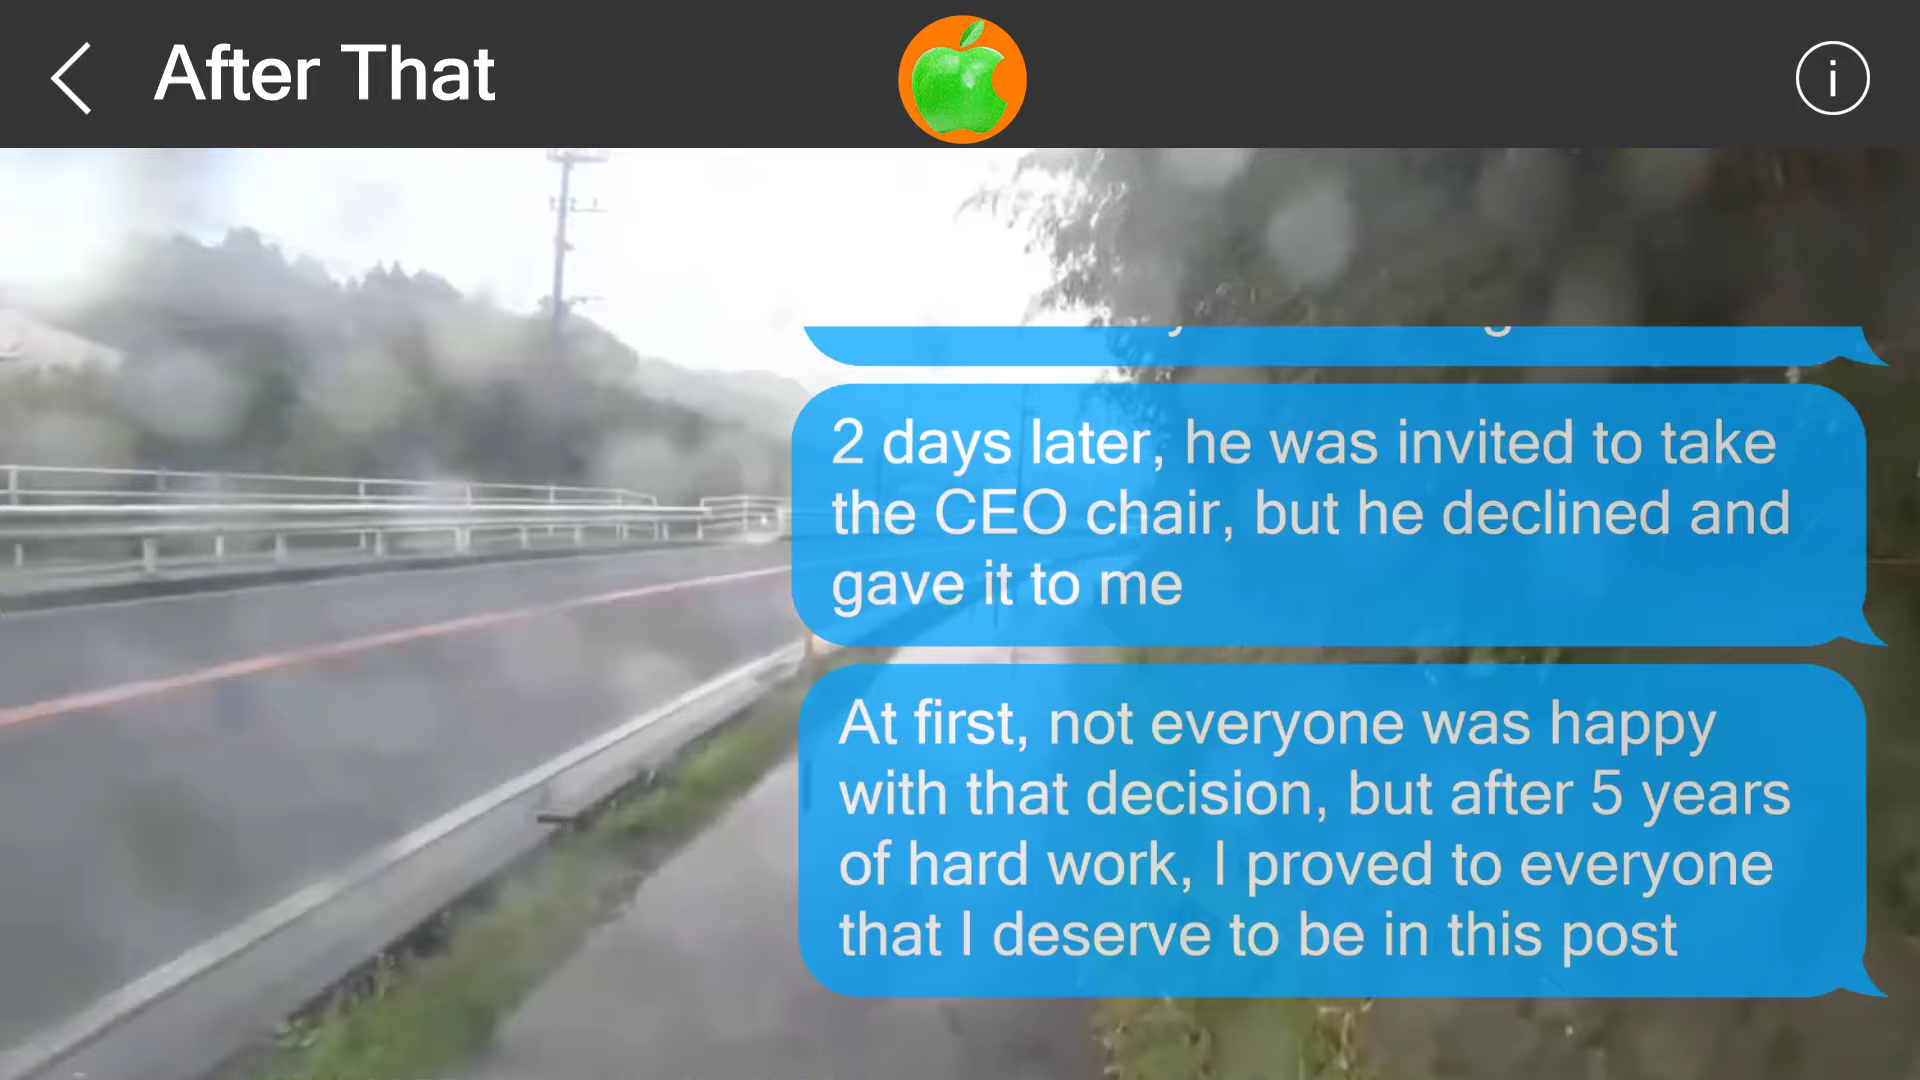 After That
i
2 days later, he was invited to take
the CEO chair, but he declined and
gave it to me
At first, not everyone was happy
with that decision, but after 5 years
of hard work, I proved to everyone
that I deserve to be in this post